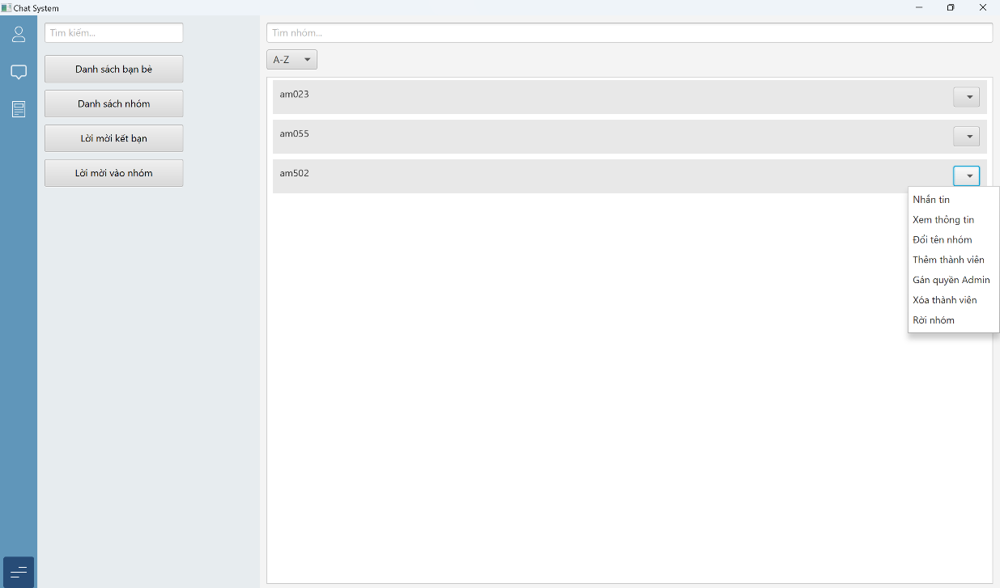 Chat System
Tìm kiếm...
Danh sách bạn bè
Danh sách nhóm
Lời mời kết bạn
Lời mời vào nhóm
Tìm nhóm...
A-Z
am023
am055
am502
Nhắn tin
Xem thông tin
Đổi tên nhóm
Thêm thành viên
Gán quyền Admin
Xóa thành viên
Rời nhóm